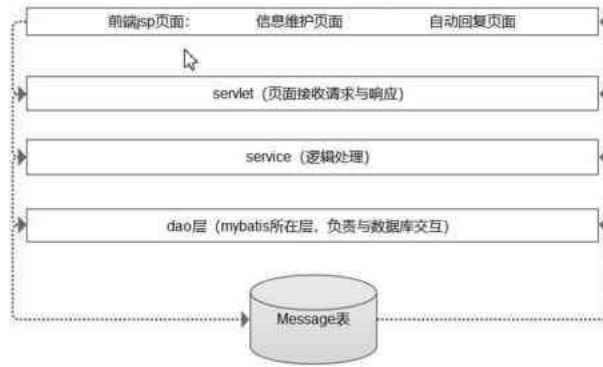 前端jsp页面： 信息维护页面 自动回复页面
servlet（页面接收请求与响应）
service（逻辑处理）
dao层（mybatis所在层，负责与数据库交互）
Message表